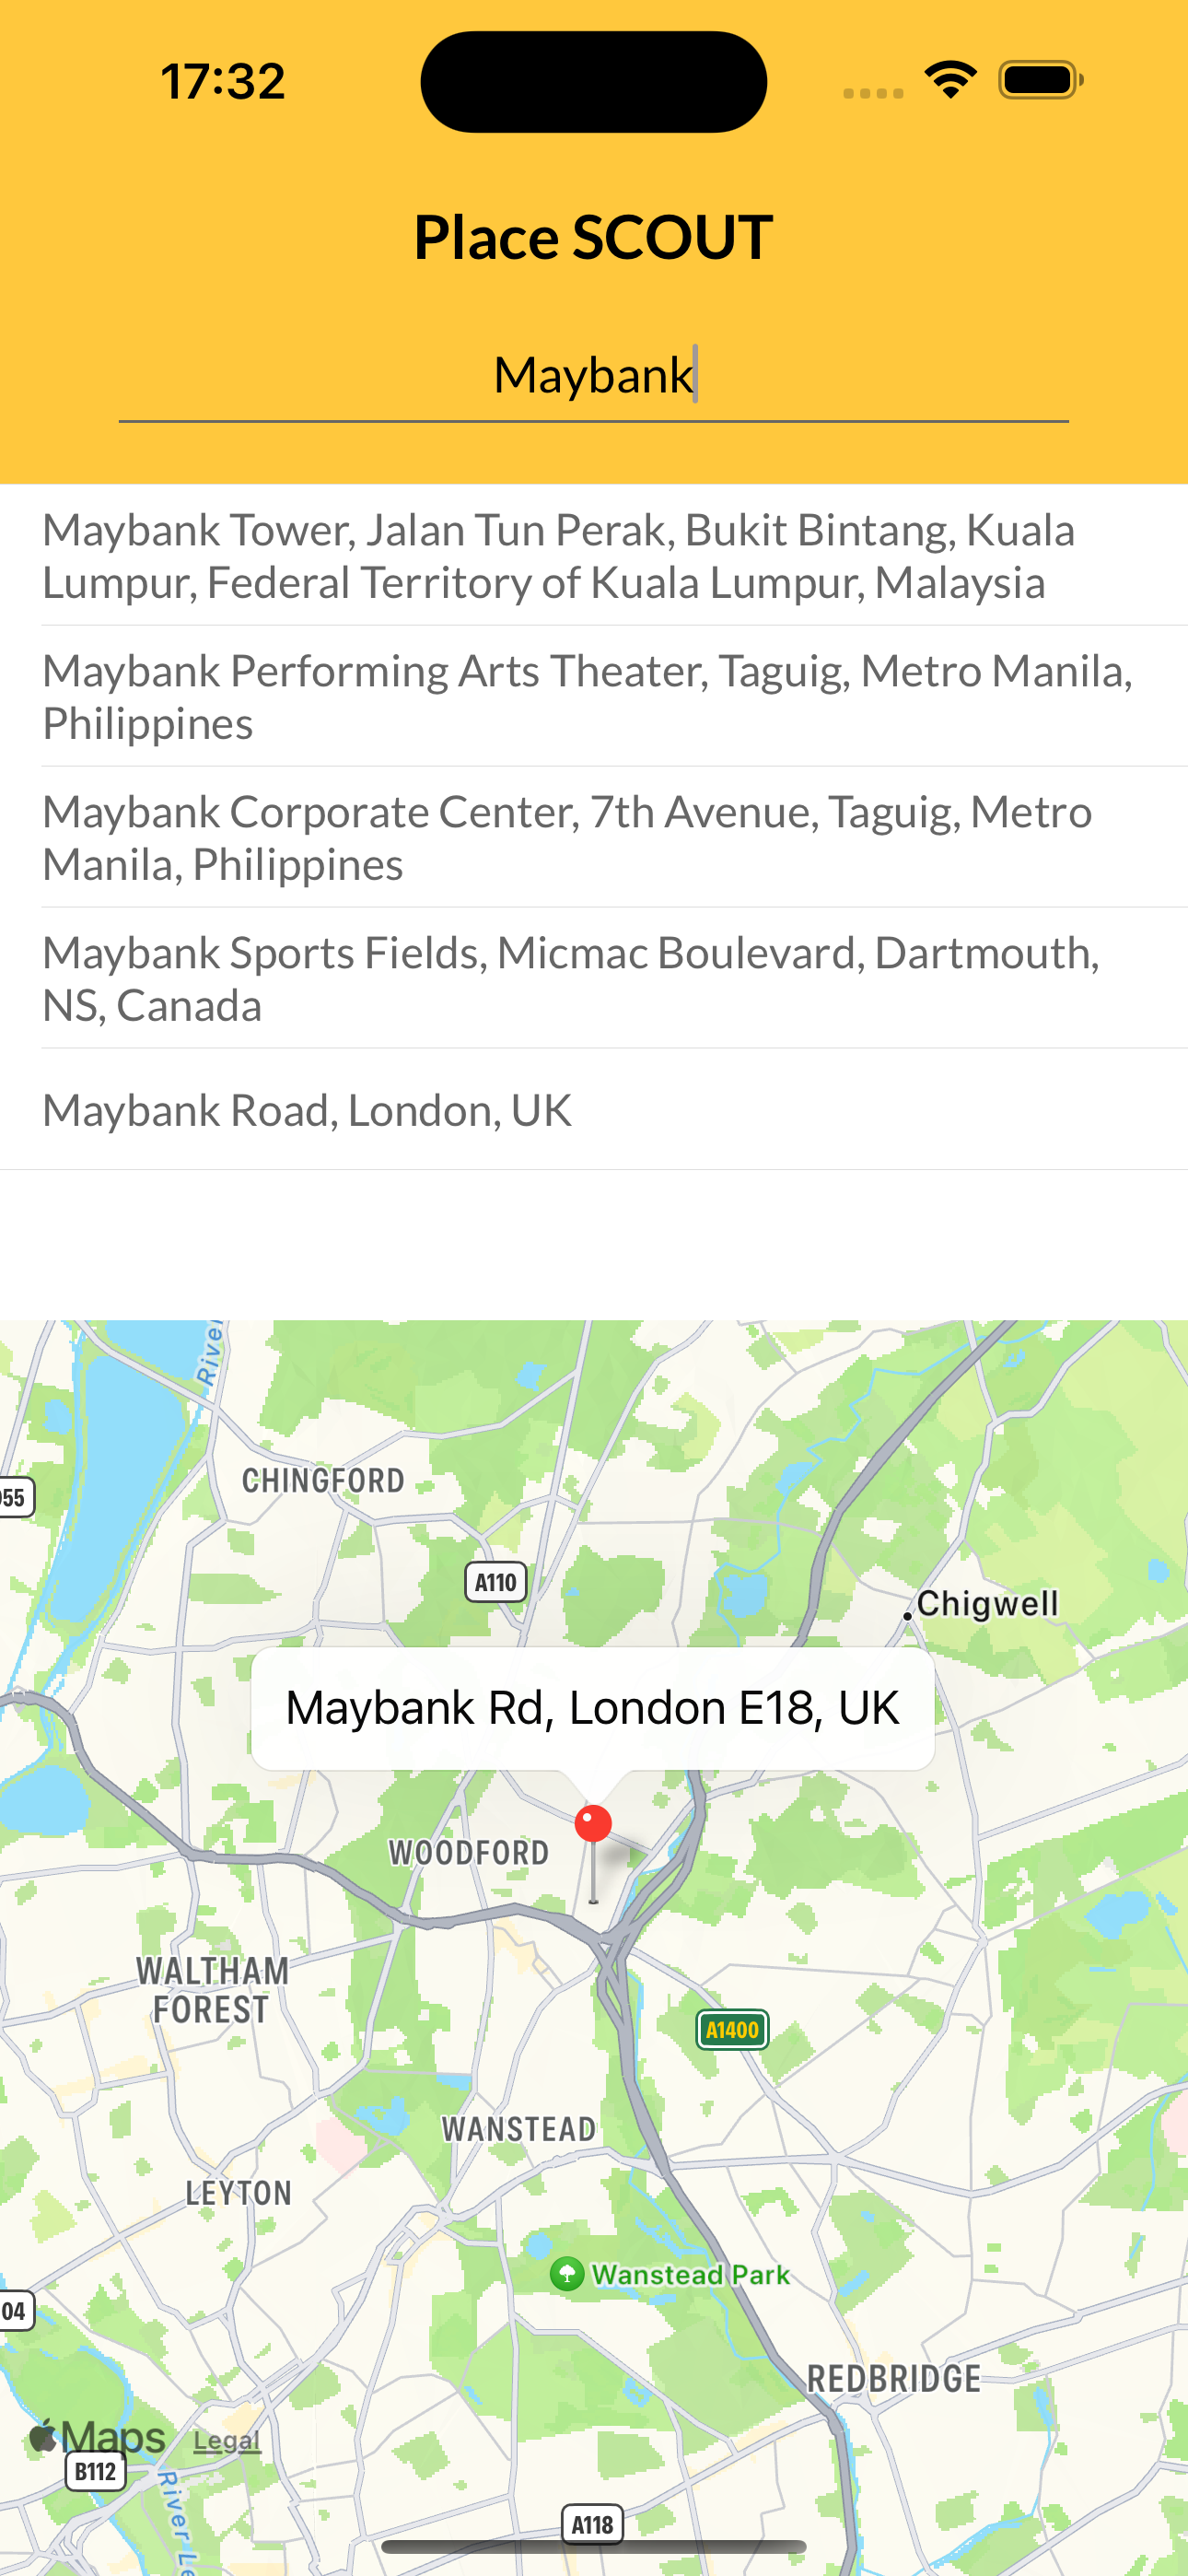 17:32
Place SCOUT
Maybank
Maybank Tower, Jalan Tun Perak, Bukit Bintang, Kuala
Lumpur, Federal Territory of Kuala Lumpur, Malaysia
Maybank Performing Arts Theater, Taguig, Metro Manila,
Philippines
Maybank Corporate Center, 7th Avenue, Taguig, Metro
Manila, Philippines
Maybank Sports Fields, Micmac Boulevard, Dartmouth,
NS, Canada
Maybank Road, London, UK
River
CHINGFORD
55
A110
Chigwell
Maybank Rd, London E18, UK
WOODFORD
WALTHAM
FOREST
A1400
WANSTEAD
LEYTON
Wanstead Park
04
REDBRIDGE
Maps
Legal
B112
River Le
A118